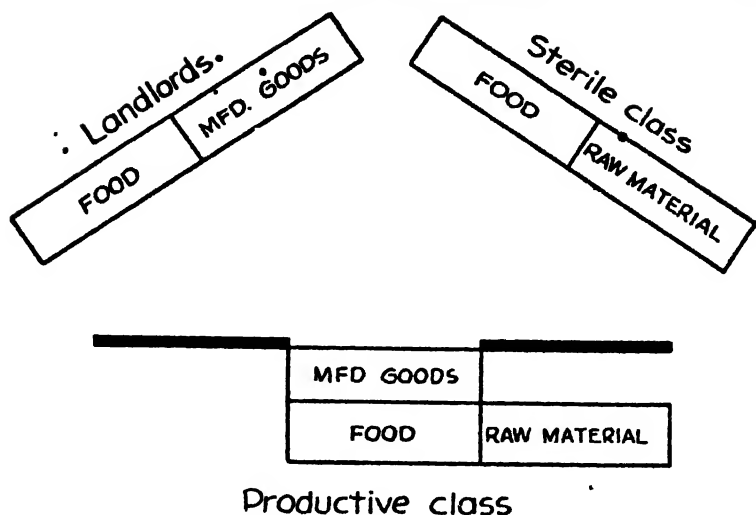 Landlords.
FOOD
MFD. GOODS
Sterile class
FOOD
RAW MATERIAL
MFD GOODS
FOOD
RAW MATERIAL
Productive class